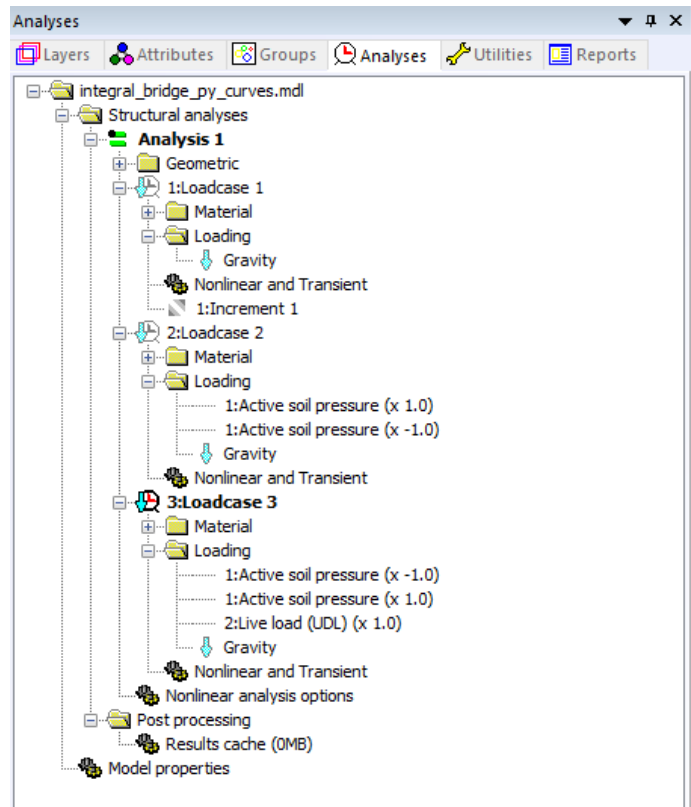 Analyses
Layers Attributes Groups Analyses Utilities Reports
integral_bridge_py_curves.mdl
Structural analyses
Analysis 1
Geometric
1:Loadcase 1
Material
Loading
Gravity
Nonlinear and Transient
1:Increment 1
2:Loadcase 2
Material
Loading
1:Active soil pressure (x 1.0)
1:Active soil pressure (x -1.0)
Gravity
Nonlinear and Transient
3:Loadcase 3
Material
Loading
1:Active soil pressure (x -1.0)
1:Active soil pressure (x 1.0)
2:Live load (UDL) (x 1.0)
Gravity
Nonlinear and Transient
Nonlinear analysis options
Post processing
Results cache (0MB)
Model properties